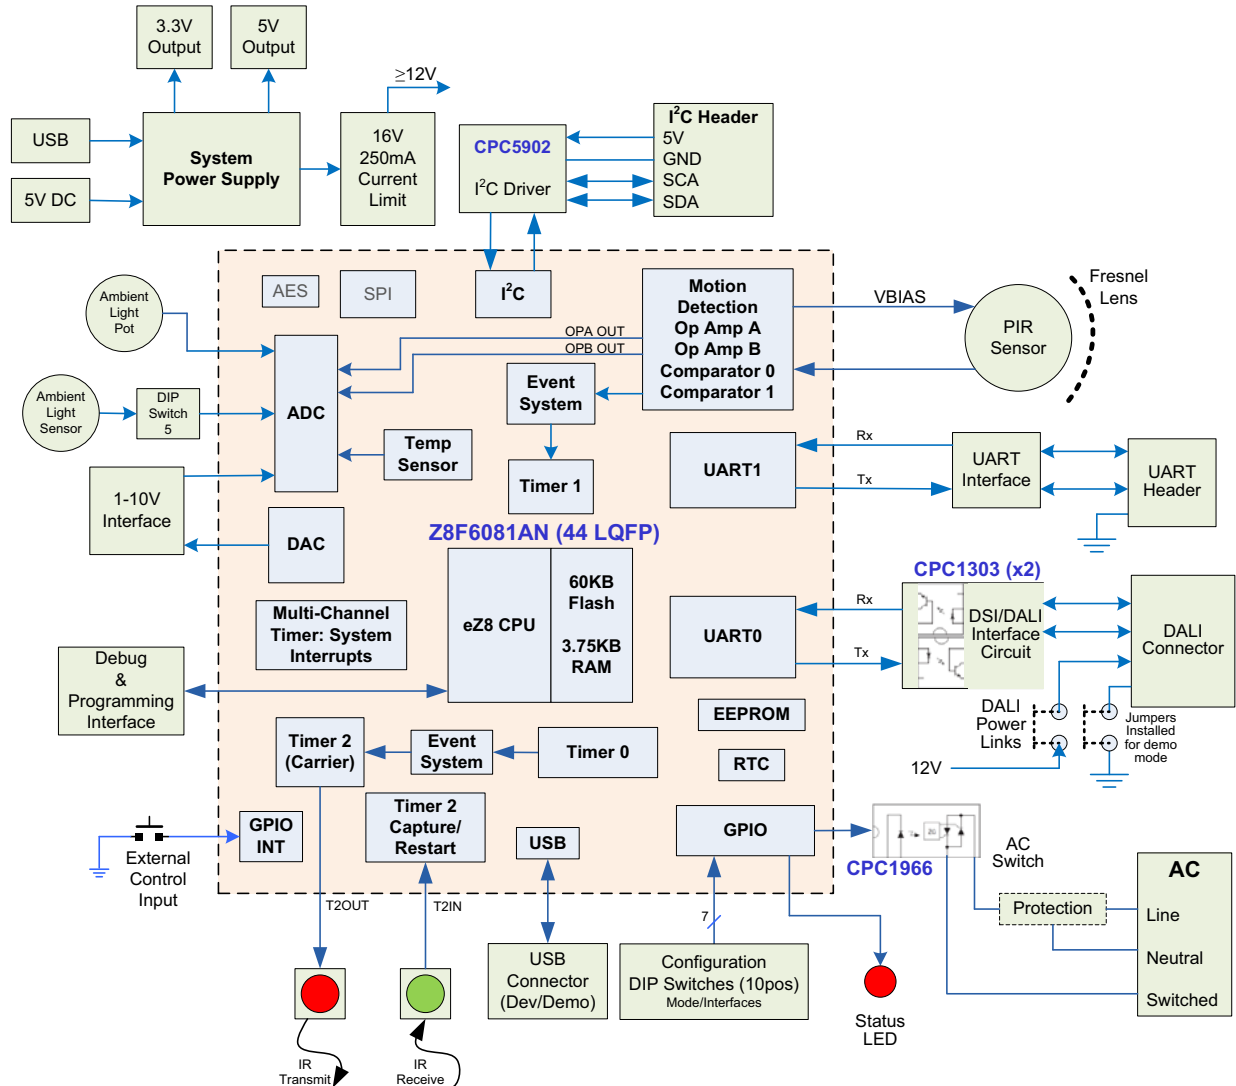 3.3V
Output
5V
Output
≥12V
USB
5V DC
System
Power Supply
16V
250mA
Current
Limit
CPC5902
I²C Driver
I²C Header
5V
GND
SCA
SDA
AES
SPI
I²C
Motion
Detection
Op Amp A
Op Amp B
Comparator 0
Comparator 1
VBIAS
PIR
Sensor
Fresnel
Lens
Ambient
Light
Pot
OPA OUT
OPB OUT
Ambient
Light
Sensor
DIP
Switch
5
ADC
Event
System
Temp
Sensor
Timer 1
UART1
Rx
Tx
UART
Interface
UART
Header
1-10V
Interface
DAC
Z8F6081AN (44 LQFP)
eZ8 CPU
60KB
Flash
3.75KB
RAM
Multi-Channel
Timer: System
Interrupts
UART0
Rx
Tx
CPC1303 (x2)
DSI/DALI
Interface
Circuit
DALI
Connector
Debug
&
Programming
Interface
EEPROM
RTC
DALI
Power
Links
Jumpers
Installed
for demo
mode
12V
Timer 2
(Carrier)
Event
System
Timer 0
GPIO
INT
Timer 2
Capture/
Restart
USB
GPIO
CPC1966
AC
Switch
External
Control
Input
T2OUT
T2IN
7
Protection
AC
Line
Neutral
Switched
USB
Connector
(Dev/Demo)
Configuration
DIP Switches (10pos)
Mode/Interfaces
Status
LED
IR
Transmit
IR
Receive